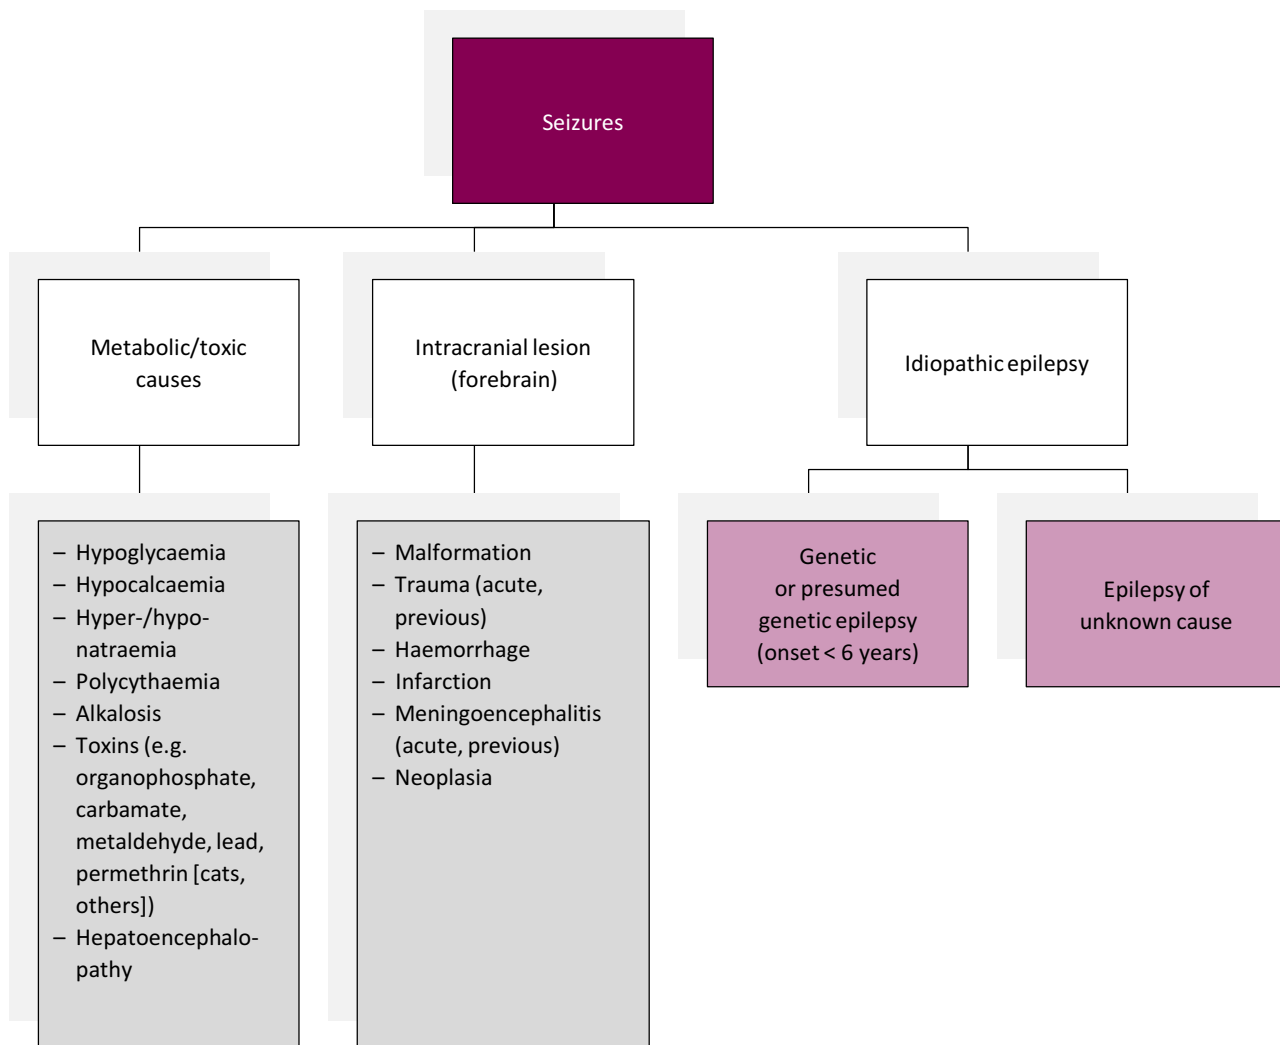 Seizures
Metabolic/toxic
causes
Intracranial lesion
(forebrain)
Idiopathic epilepsy
– Hypoglycaemia
– Hypocalcaemia
– Hyper-/hypo-
natraemia
– Polycythaemia
– Alkalosis
– Toxins (e.g.
organophosphate,
carbamate,
metaldehyde, lead,
permethrin [cats,
others])
– Hepatoencephalo-
pathy
– Malformation
– Trauma (acute,
previous)
– Haemorrhage
– Infarction
– Meningoencephalitis
(acute, previous)
– Neoplasia
Genetic
or presumed
genetic epilepsy
(onset < 6 years)
Epilepsy of
unknown cause